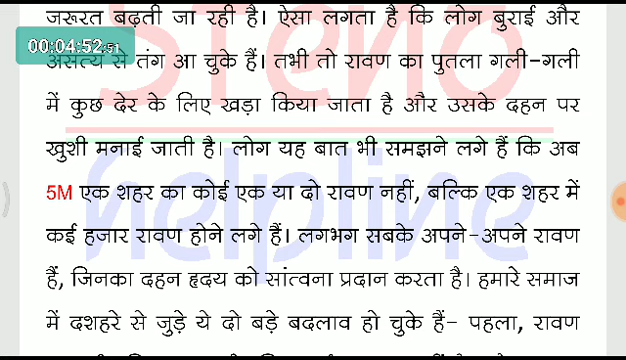 जरूरत बढ़ती जा रही है। ऐसा लगता है कि लोग बुराई और
00:04:52.51
असत्य से तंग आ चुके हैं। तभी तो रावण का पुतला गली-गली
में कुछ देर के लिए खड़ा किया जाता है और उसके दहन पर
खुशी मनाई जाती है। लोग यह बात भी समझने लगे हैं कि अब
5M एक शहर का कोई एक या दो रावण नहीं, बल्कि एक शहर में
कई हजार रावण होने लगे हैं। लगभग सबके अपने-अपने रावण
हैं, जिनका दहन हृदय को सांत्वना प्रदान करता है। हमारे समाज
में दशहरे से जुड़े ये दो बड़े बदलाव हो चुके हैं- पहला, रावण
STENO
helpline